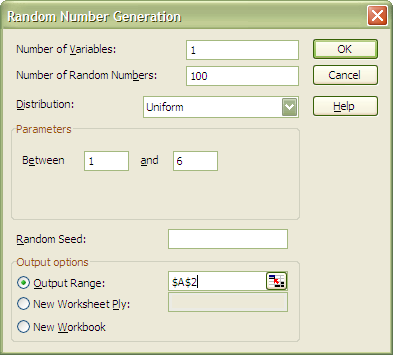 Random Number Generation
Number of Variables: 1 OK
Number of Random Numbers: 100 Cancel
Distribution: Uniform Help
Parameters
Between 1 and 6
Random Seed:
Output options
Output Range: $A$2
New Worksheet Ply:
New Workbook